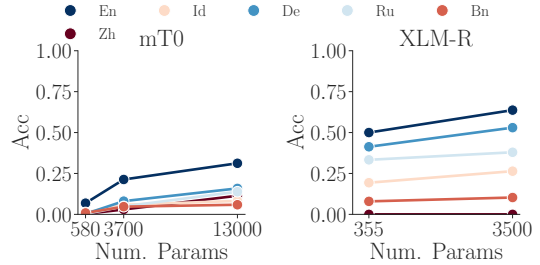 En Id De Ru Bn
Zh
mT0 XLM-R
1.00 1.00
0.75 0.75
Acc 0.50 Acc 0.50
0.25 0.25
0.00 0.00
580 3700 13000 355 3500
Num. Params Num. Params